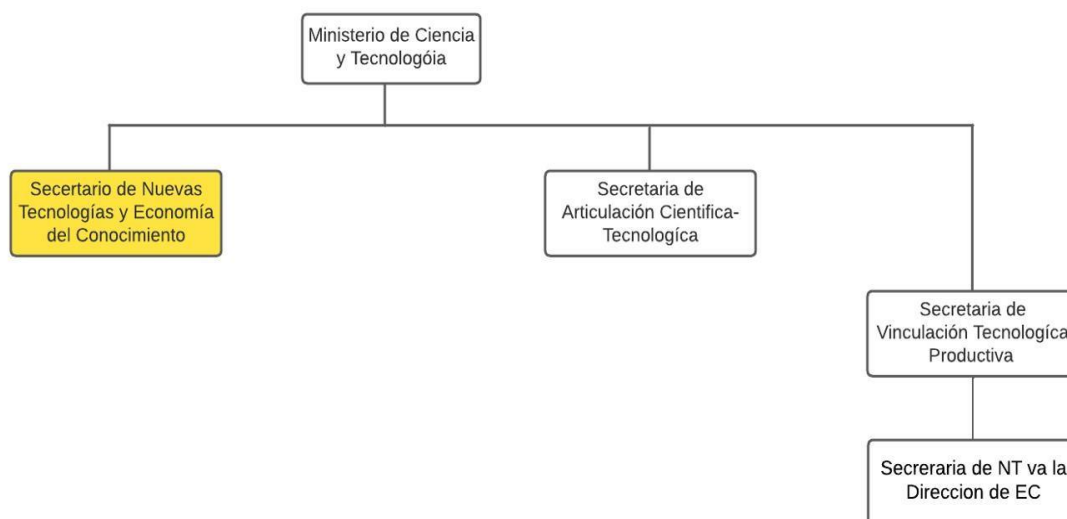 Ministerio de Ciencia
y Tecnologóia
Secertario de Nuevas
Tecnologías y Economía
del Conocimiento
Secretaria de
Articulación Cientifica-
Tecnologíca
Secretaria de
Vinculación Tecnologíca
Productiva
Secreraria de NT va la
Direccion de EC